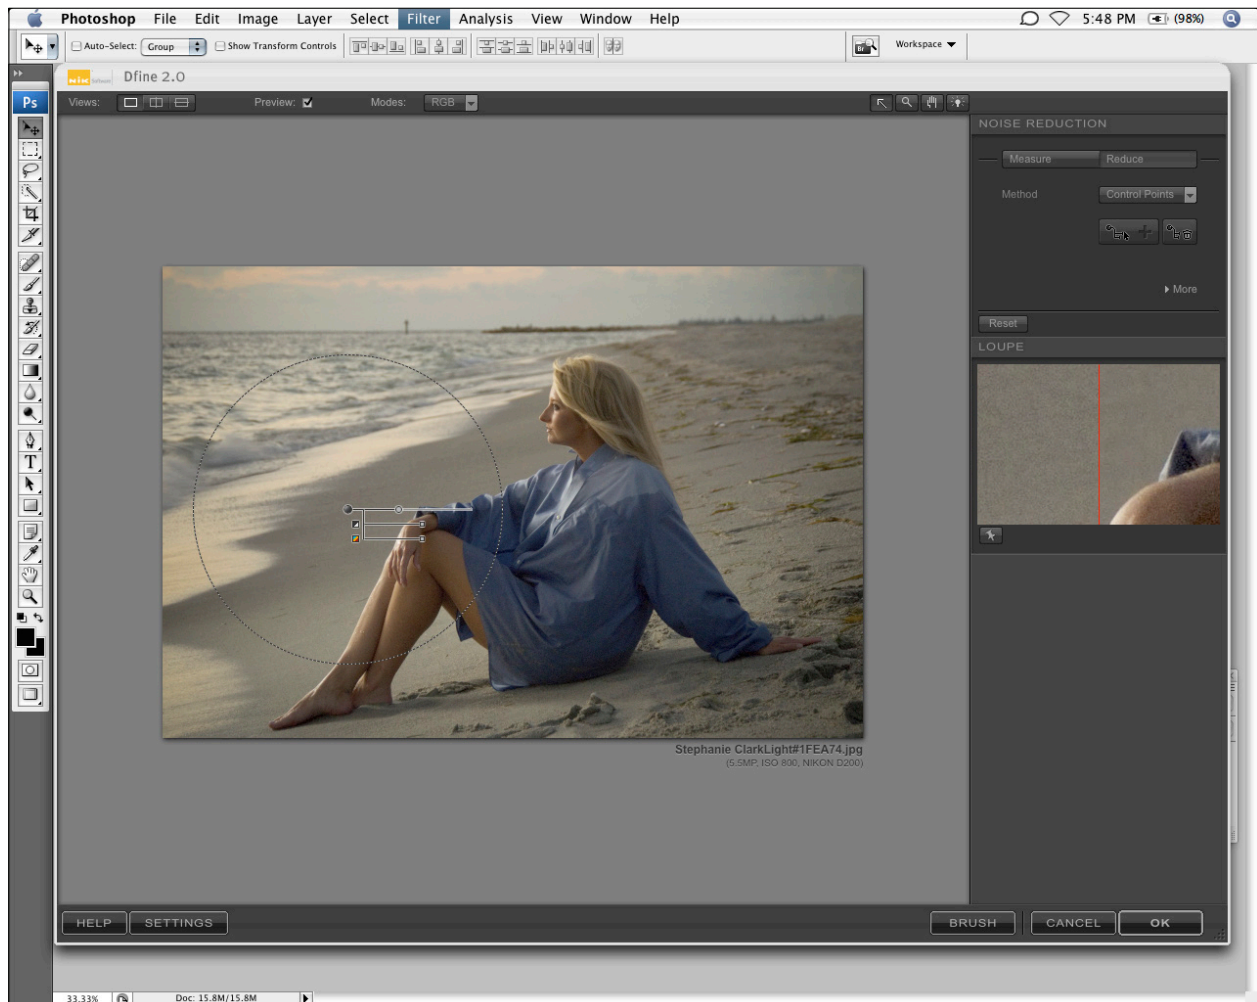 Photoshop File Edit Image Layer Select Filter Analysis View Window Help 5:48 PM (98%)
Auto-Select: Group Show Transform Controls Br Workspace
nik Dfine 2.0
Ps
Views: Preview: Modes: RGB
NOISE REDUCTION
Measure Reduce
Method Control Points
More
Reset
LOUPE
T
Stephanie ClarkLight#1FEA74.jpg
(5.5MP, ISO 800, NIKON D200)
HELP SETTINGS BRUSH CANCEL OK
33.33% Doc: 15.8M/15.8M